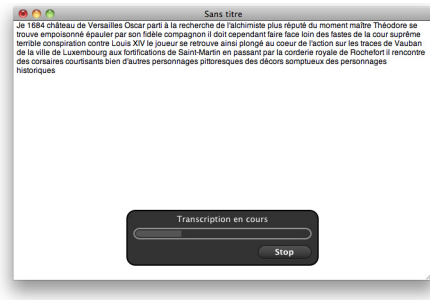 Sans titre
Je 1684 château de Versailles Oscar parti à la recherche de l'alchimiste plus réputé du moment maître Théodore se
trouve empoisonné épauler par son fidèle compagnon il doit cependant faire face loin des fastes de la cour suprême
terrible conspiration contre Louis XIV le joueur se retrouve ainsi plongé au coeur de l'action sur les traces de Vauban
de la ville de Luxembourg aux fortifications de Saint-Martin en passant par la corderie royale de Rochefort il rencontre
des corsaires courtisants bien d'autres personnages pittoresques des décors somptueux des personnages
historiques
Transcription en cours
Stop